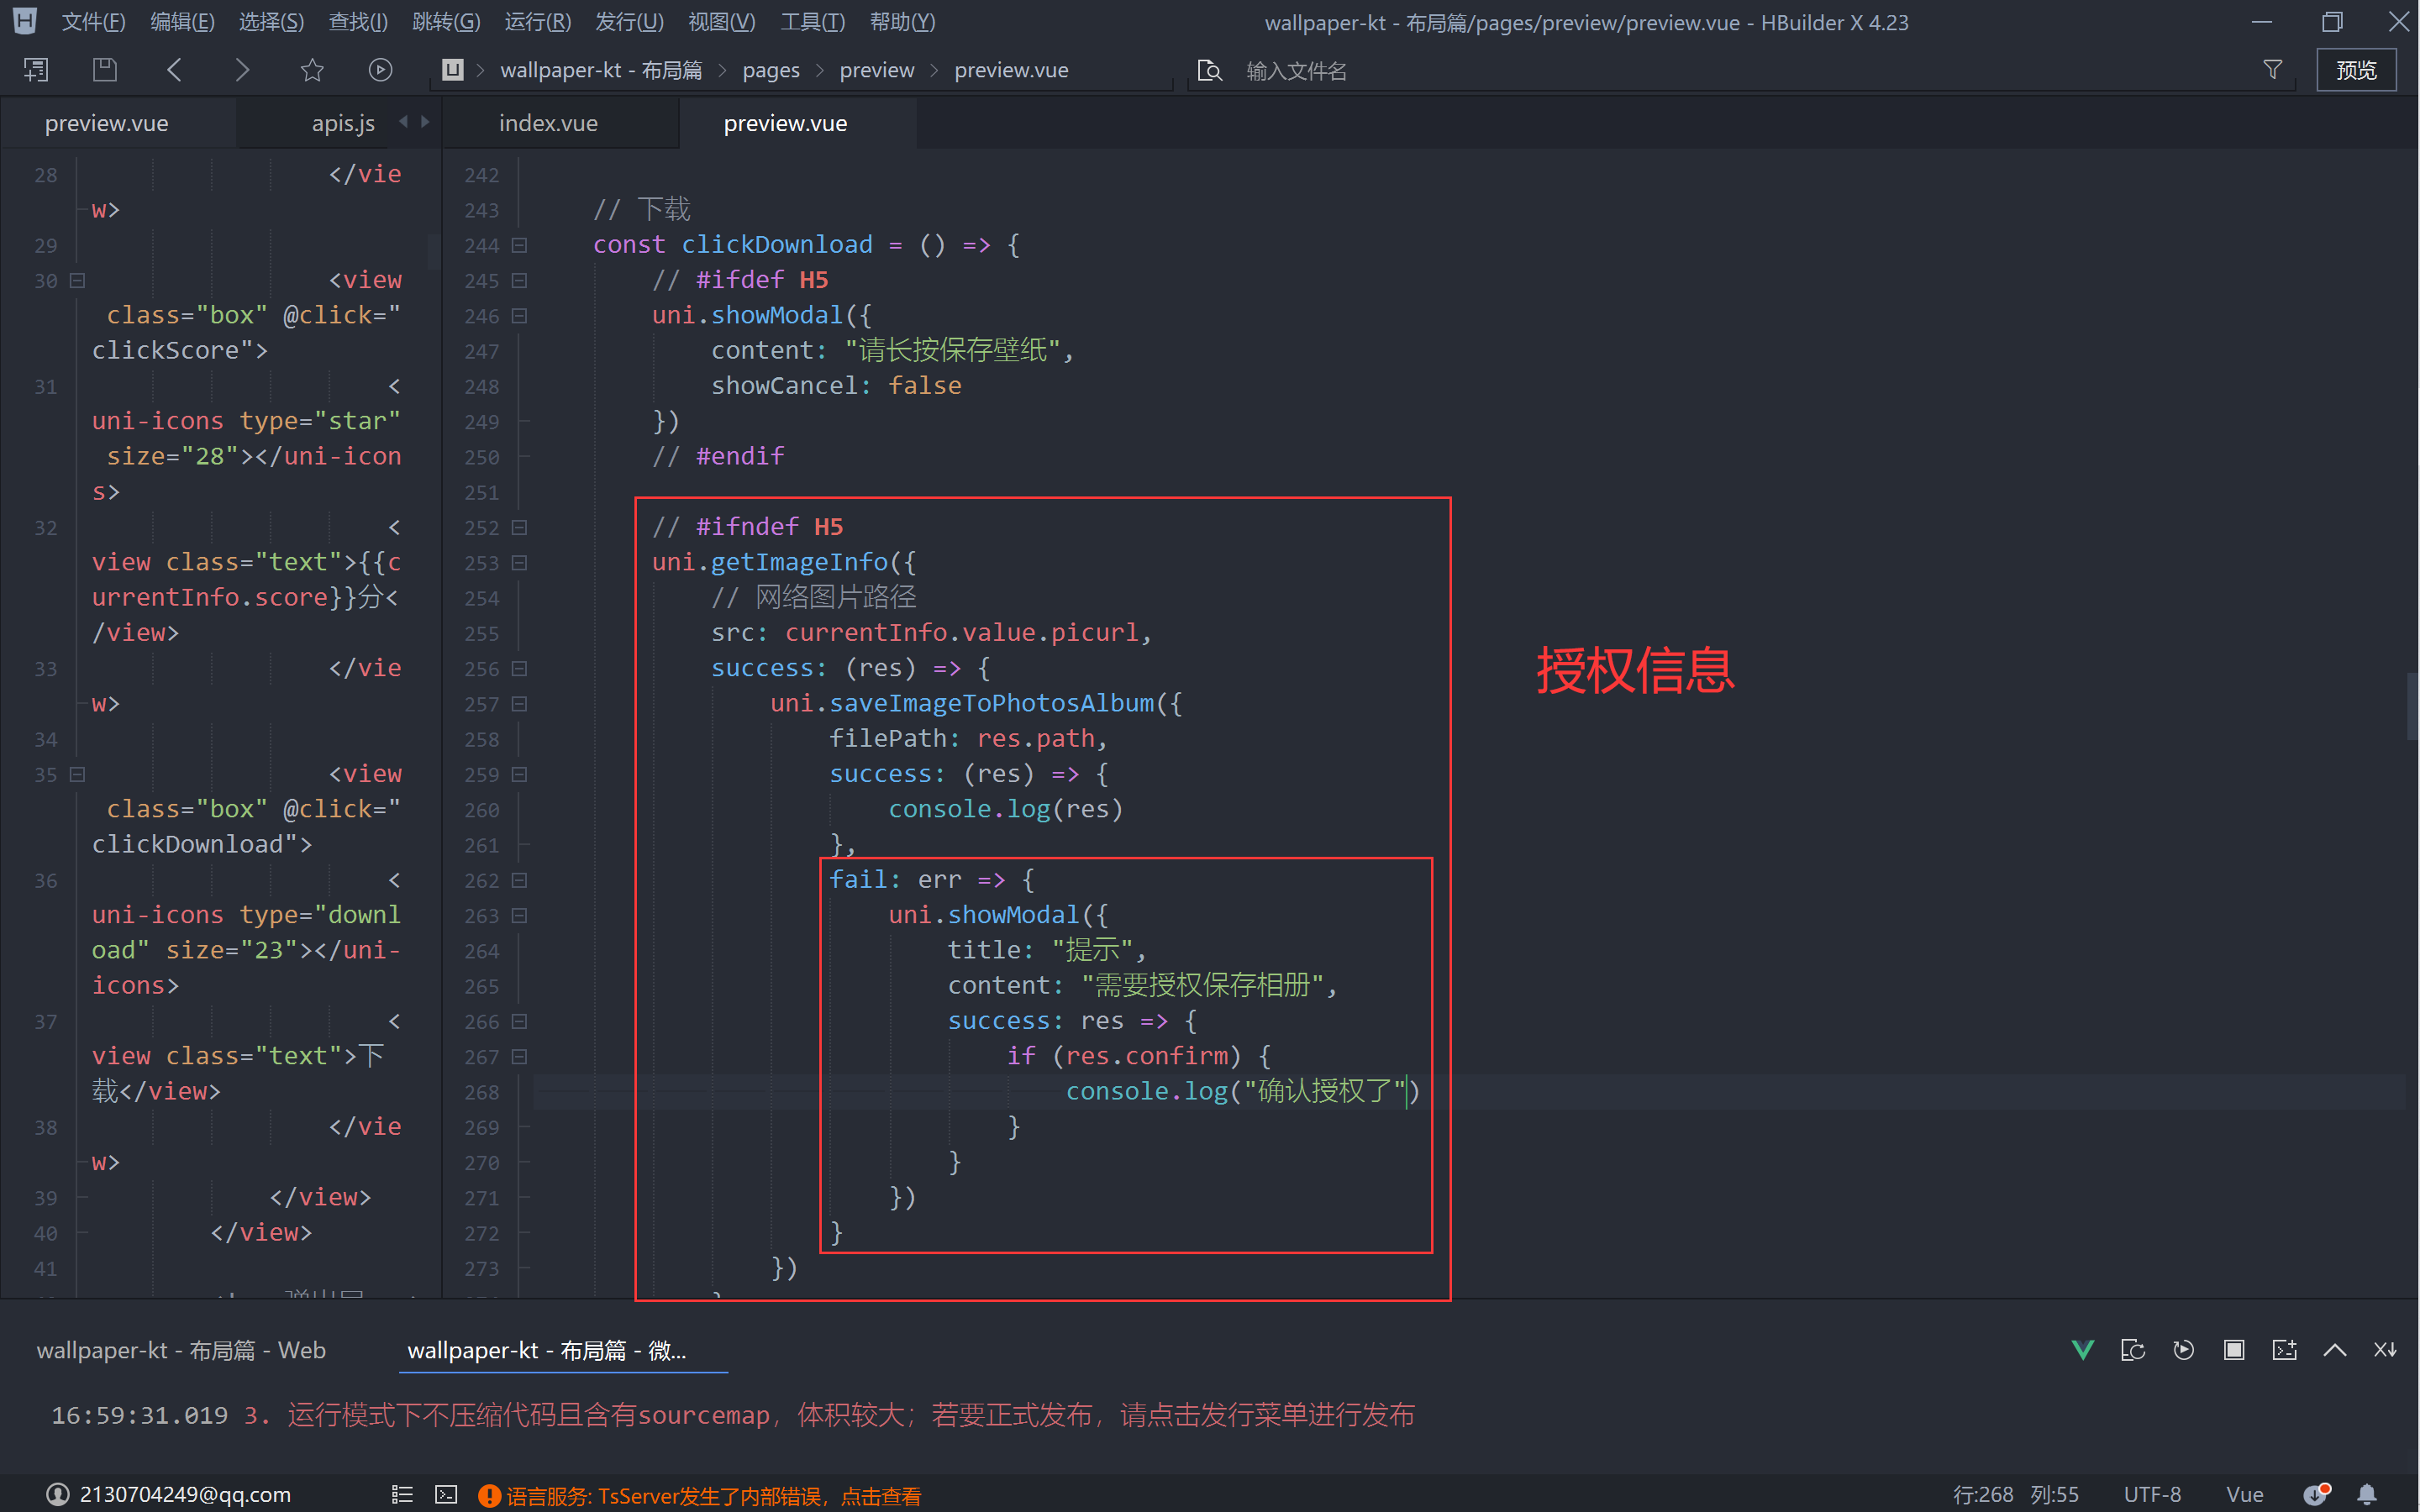 文件(F) 编辑(E) 选择(S) 查找(I) 跳转(G) 运行(R) 发行(U) 视图(V) 工具(T) 帮助(Y) wallpaper-kt - 布局篇/pages/preview/preview.vue - HBuilder X 4.23
wallpaper-kt - 布局篇 > pages > preview > preview.vue 输入文件名 预览
preview.vue apis.js index.vue preview.vue
28 </vie
w>
29
30 <view
class="box" @click="
clickScore">
31 <
uni-icons type="star"
size="28"></uni-icon
s>
32 <
view class="text">{{c
urrentInfo.score}}分<
/view>
33 </vie
w>
34
35 <view
class="box" @click="
clickDownload">
36 <
uni-icons type="downl
oad" size="23"></uni-
icons>
37 <
view class="text">下
载</view>
38 </vie
w>
39 </view>
40 </view>
41
242
243 // 下载
244 const clickDownload = () => {
245 // #ifdef H5
246 uni.showModal({
247 content: "请长按保存壁纸",
248 showCancel: false
249 })
250 // #endif
251
252 // #ifndef H5
253 uni.getImageInfo({
254 // 网络图片路径
255 src: currentInfo.value.picurl,
256 success: (res) => {
257 uni.saveImageToPhotosAlbum({
258 filePath: res.path,
259 success: (res) => {
260 console.log(res)
261 },
262 fail: err => {
263 uni.showModal({
264 title: "提示",
265 content: "需要授权保存相册",
266 success: res => {
267 if (res.confirm) {
268 console.log("确认授权了")
269 }
270 }
271 })
272 }
273 })
授权信息
wallpaper-kt - 布局篇 - Web wallpaper-kt - 布局篇 - 微...
16:59:31.019 3. 运行模式下不压缩代码且含有sourcemap，体积较大；若要正式发布，请点击发行菜单进行发布
2130704249@qq.com 语言服务: TsServer发生了内部错误，点击查看 行:268 列:55 UTF-8 Vue